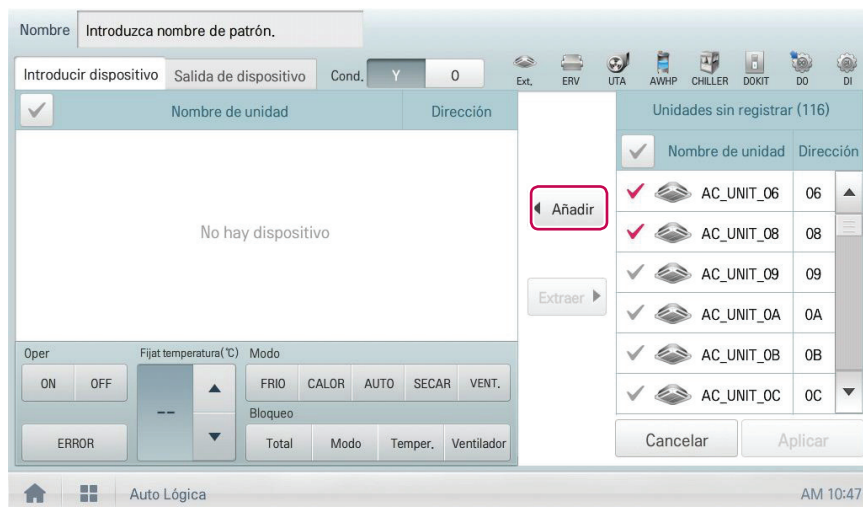 Nombre Introduzca nombre de patrón.
Introducir dispositivo Salida de dispositivo Cond. Y O
Ext. ERV UTA AWHP CHILLER DOKIT DO DI
Nombre de unidad Dirección
Unidades sin registrar (116)
Nombre de unidad Dirección
AC_UNIT_06 06
AC_UNIT_08 08
AC_UNIT_09 09
AC_UNIT_0A 0A
AC_UNIT_0B 0B
AC_UNIT_0C 0C
No hay dispositivo
Añadir
Extraer
Oper Fijat temperatura(℃) Modo
ON OFF -- FRIO CALOR AUTO SECAR VENT.
Bloqueo
ERROR Total Modo Temper. Ventilador
Cancelar Aplicar
Auto Lógica AM 10:47